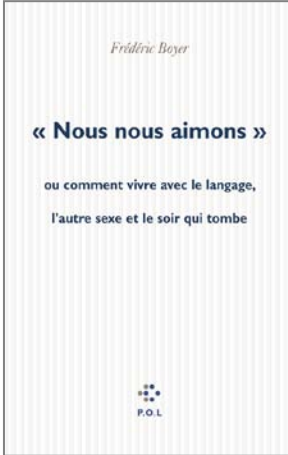 Frédéric Boyer
« Nous nous aimons »
ou comment vivre avec le langage,
l'autre sexe et le soir qui tombe
P.O.L